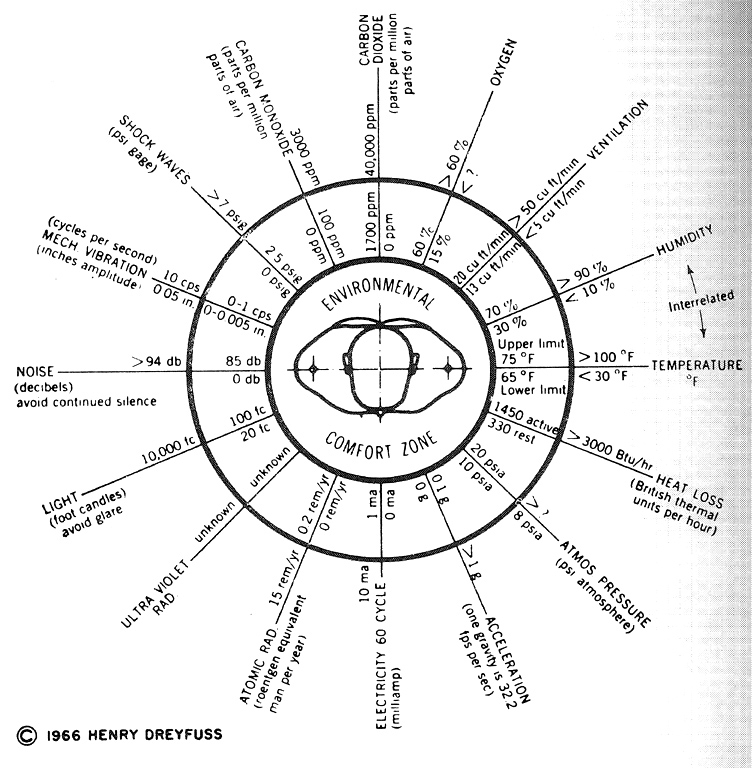 CARBON
DIOXIDE
(parts per million
parts of air)
40,000 ppm
1700 ppm
0 ppm
OXYGEN
> 60 %
< ?
60 %
15 %
VENTILATION
> 50 cu ft/min
< 5 cu ft/min
20 cu ft/min
13 cu ft/min
HUMIDITY
> 90 %
< 10 %
70 %
30 %
Interrelated
TEMPERATURE
°F
> 100 °F
< 30 °F
Upper limit
75 °F
65 °F
Lower limit
HEAT LOSS
(British thermal
units per hour)
> 3000 Btu/hr
1450 active
330 rest
ATMOS PRESSURE
(psi atmosphere)
> ?
8 psia
20 psia
10 psia
ACCELERATION
(one gravity is 32.2
fps per sec)
> 1 g
0.1 g
0 g
ELECTRICITY 60 CYCLE
(milliamp)
10 ma
1 ma
0 ma
ATOMIC RAD.
(roentgen equivalent
man per year)
15 rem/yr
0.2 rem/yr
0 rem/yr
ULTRA VIOLET
RAD
unknown
unknown
LIGHT
(foot candles)
avoid glare
10,000 fc
100 fc
20 fc
NOISE
(decibels)
avoid continued silence
> 94 db
85 db
0 db
(cycles per second)
MECH VIBRATION
(inches amplitude)
10 cps
0.05 in.
0-1 cps
0-0.005 in.
SHOCK WAVES
(psi gage)
> 7 psig
2.5 psig
0 psig
CARBON MONOXIDE
(parts per million
parts of air)
3000 ppm
100 ppm
0 ppm
ENVIRONMENTAL
COMFORT ZONE
© 1966 HENRY DREYFUSS